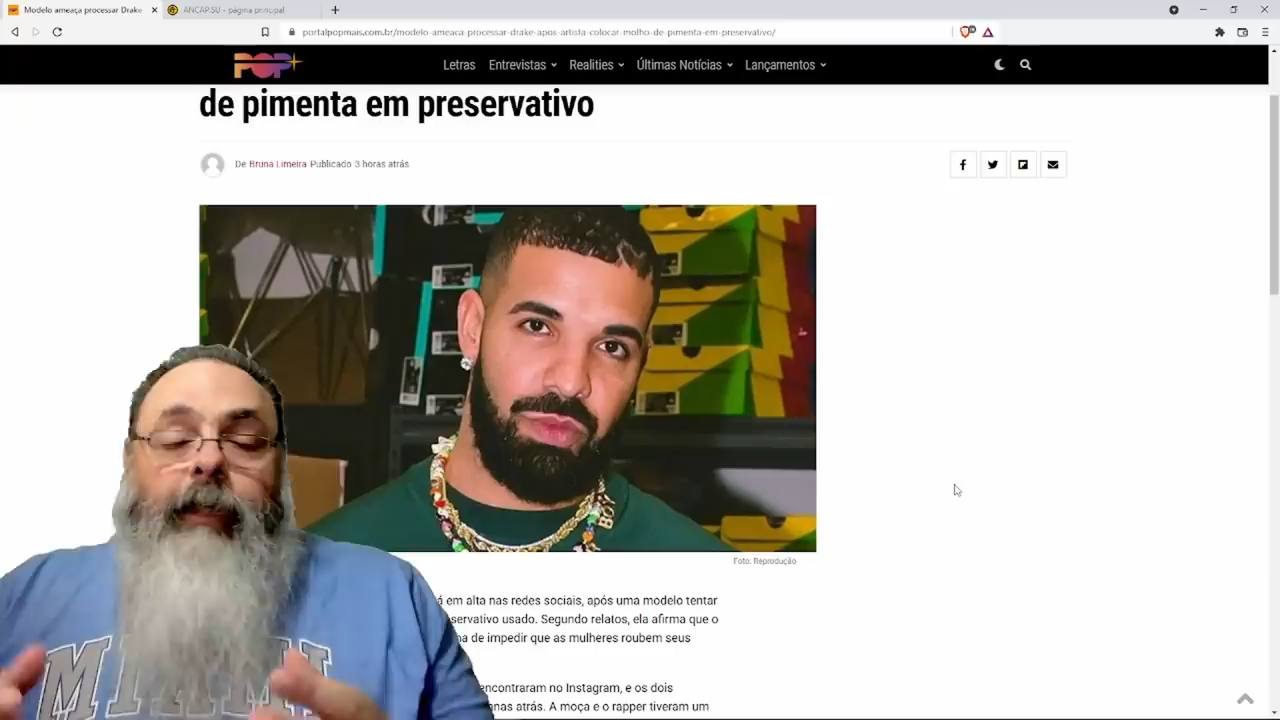 Modelo ameaça processar Drake
ANCAP.SU - página principal
portalpopmais.com.br/modelo-ameaca-processar-drake-apos-artista-colocar-molho-de-pimenta-em-preservativo/
POP+
Letras Entrevistas Realities Últimas Notícias Lançamentos
de pimenta em preservativo
De Bruna Limeira Publicado 3 horas atrás
Foto: Reprodução
á em alta nas redes sociais, após uma modelo tentar
servativo usado. Segundo relatos, ela afirma que o
na de impedir que as mulheres roubem seus
encontraram no Instagram, e os dois
nas atrás. A moça e o rapper tiveram um
MIAMI